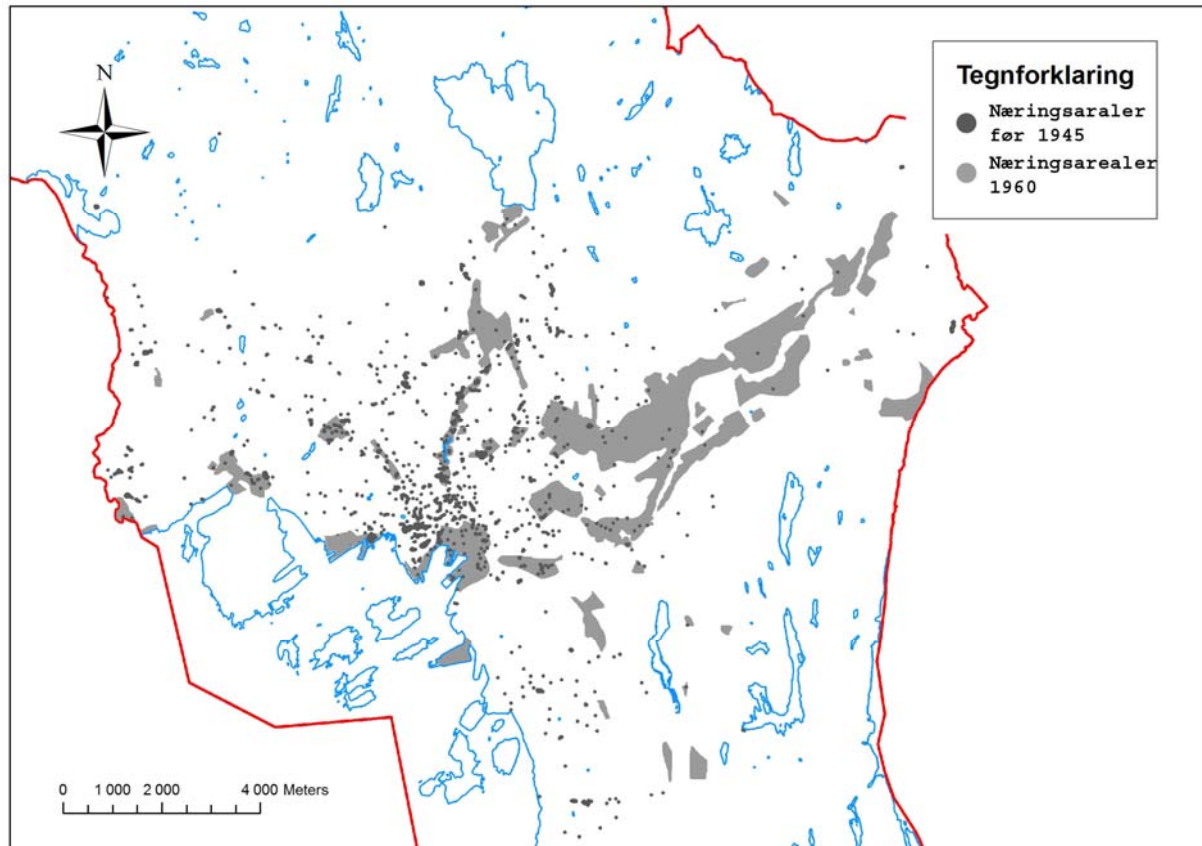 N
Tegnforklaring
Næringsaraler
før 1945
Næringsarealer
1960
0 1 000 2 000 4 000 Meters